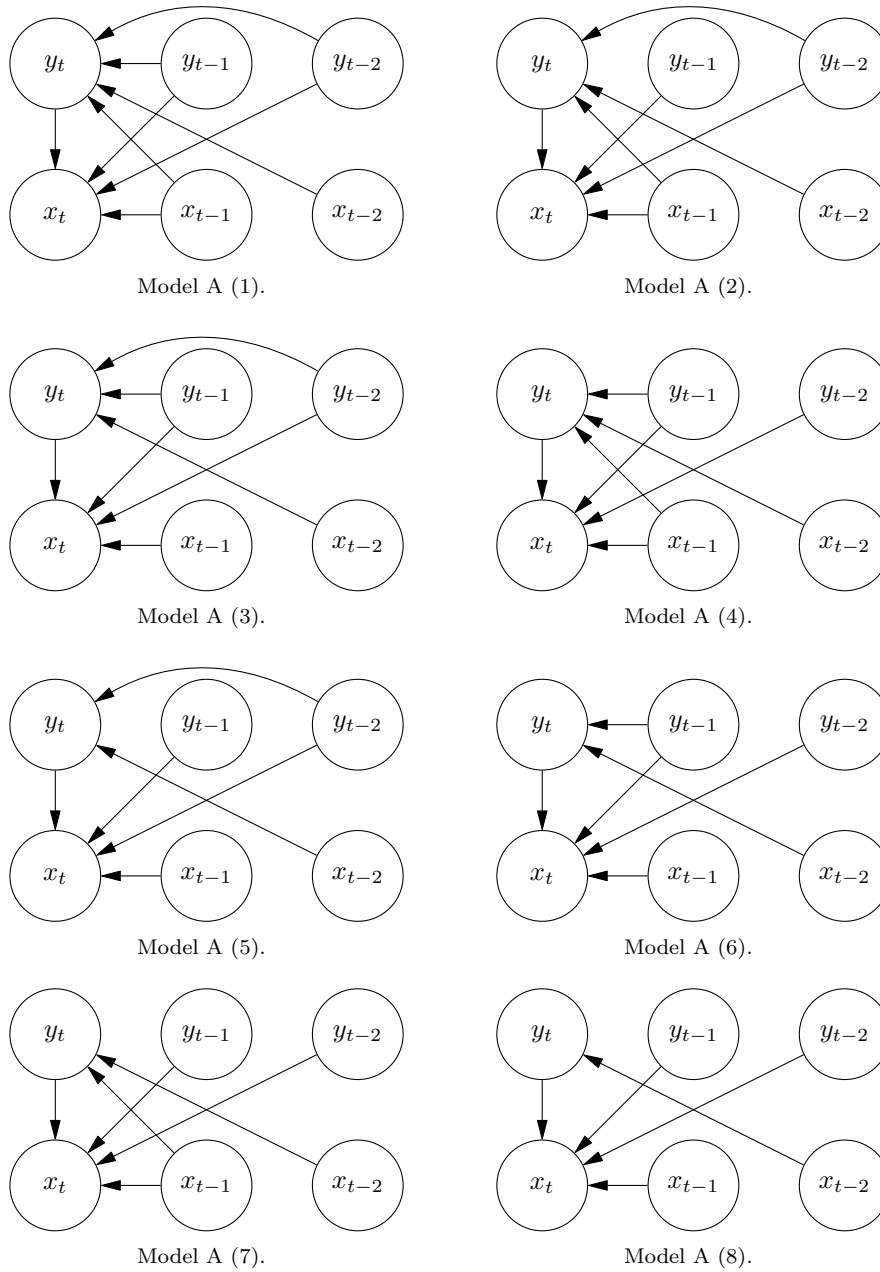 y_t y_{t−1} y_{t−2}
x_t x_{t−1} x_{t−2}
Model A (1).
y_t y_{t−1} y_{t−2}
x_t x_{t−1} x_{t−2}
Model A (2).
y_t y_{t−1} y_{t−2}
x_t x_{t−1} x_{t−2}
Model A (3).
y_t y_{t−1} y_{t−2}
x_t x_{t−1} x_{t−2}
Model A (4).
y_t y_{t−1} y_{t−2}
x_t x_{t−1} x_{t−2}
Model A (5).
y_t y_{t−1} y_{t−2}
x_t x_{t−1} x_{t−2}
Model A (6).
y_t y_{t−1} y_{t−2}
x_t x_{t−1} x_{t−2}
Model A (7).
y_t y_{t−1} y_{t−2}
x_t x_{t−1} x_{t−2}
Model A (8).